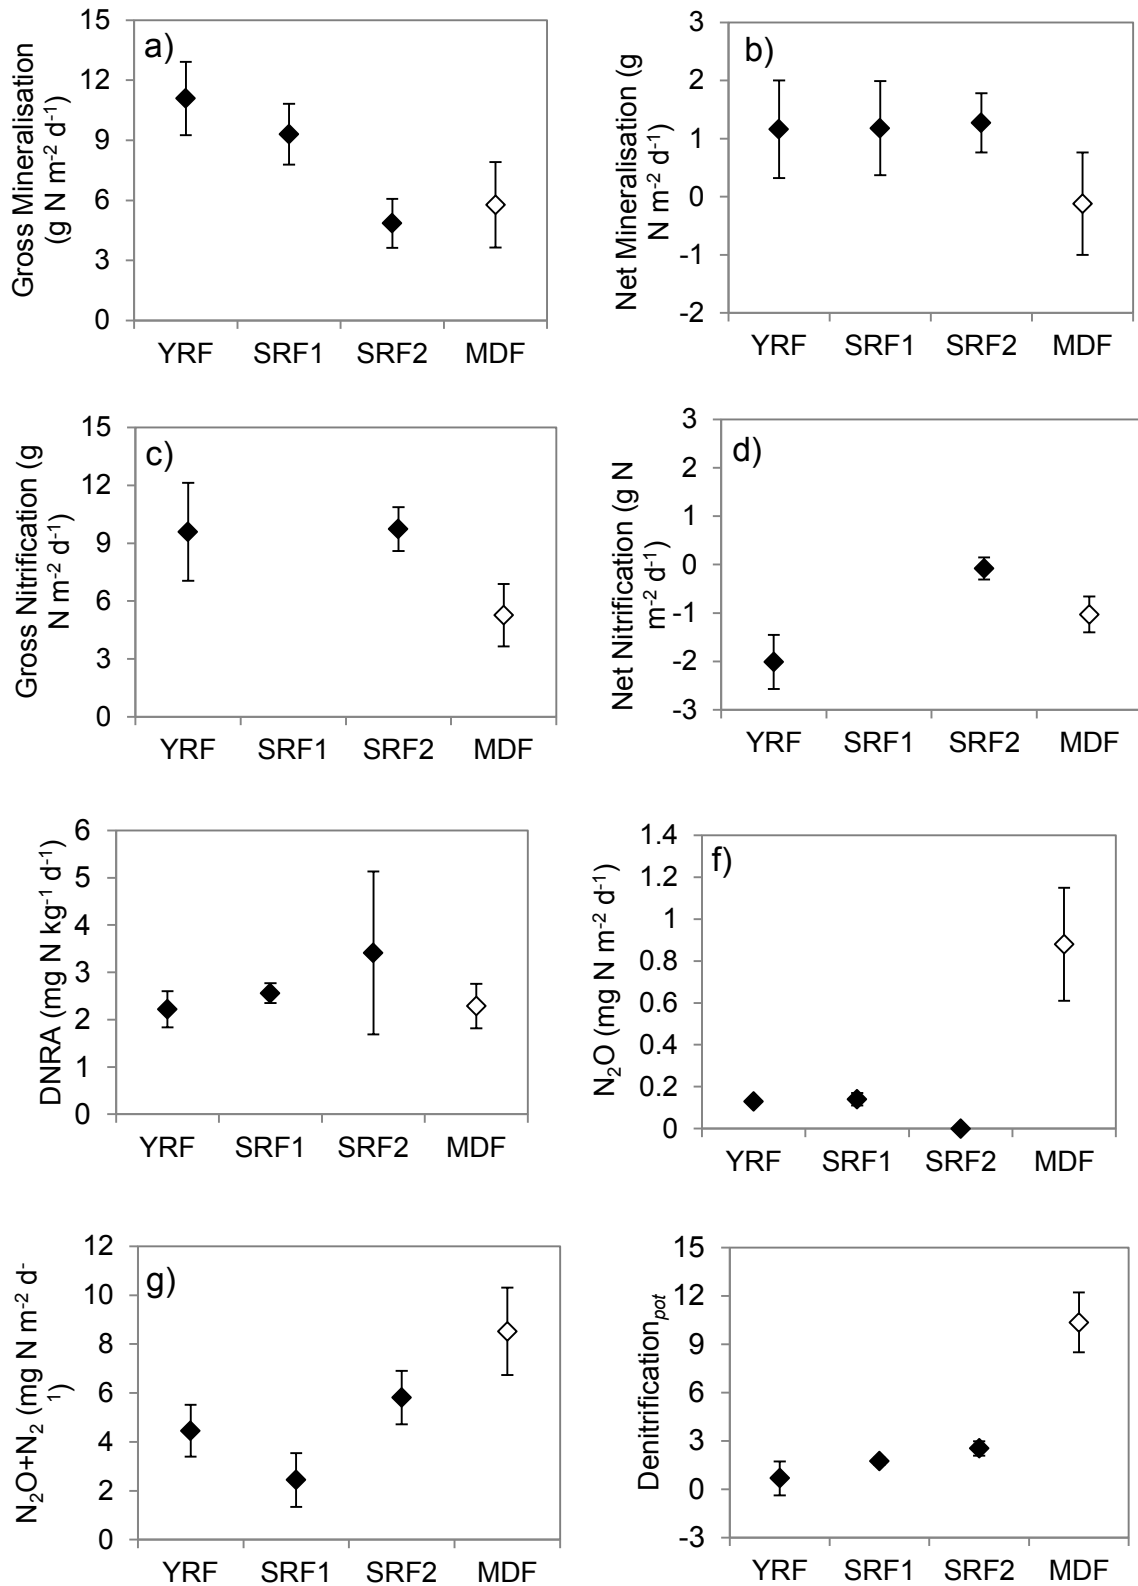 a)
Gross Mineralisation
(g N m⁻² d⁻¹)
15
12
9
6
3
0
YRF SRF1 SRF2 MDF
b)
Net Mineralisation (g
N m⁻² d⁻¹)
3
2
1
0
-1
-2
YRF SRF1 SRF2 MDF
c)
Gross Nitrification (g
N m⁻² d⁻¹)
15
12
9
6
3
0
YRF SRF1 SRF2 MDF
d)
Net Nitrification (g N
m⁻² d⁻¹)
3
2
1
0
-1
-2
-3
YRF SRF1 SRF2 MDF
DNRA (mg N kg⁻¹ d⁻¹)
6
5
4
3
2
1
0
YRF SRF1 SRF2 MDF
f)
N₂O (mg N m⁻² d⁻¹)
1.4
1.2
1
0.8
0.6
0.4
0.2
0
YRF SRF1 SRF2 MDF
g)
N₂O+N₂ (mg N m⁻² d⁻
¹)
12
10
8
6
4
2
0
YRF SRF1 SRF2 MDF
Denitrification_pot
15
12
9
6
3
0
-3
YRF SRF1 SRF2 MDF